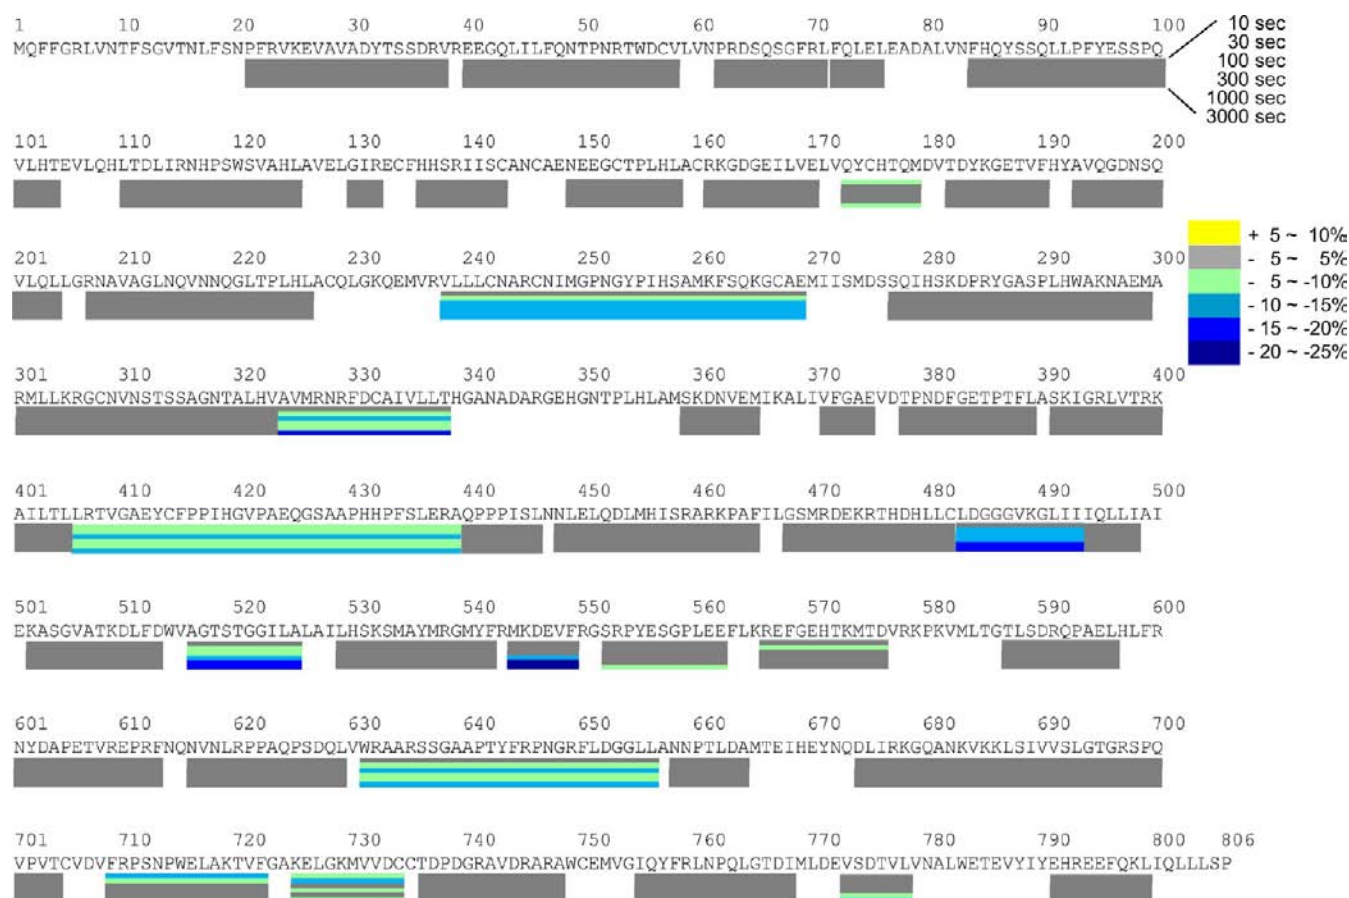 1 10 20 30 40 50 60 70 80 90 100
MQFFGRLVNTFSGVTNLFSNPFRVKEVAVADYTSSDRVREEGQLILFQNTPNRTWDCVLVNPRDSQSGFRLFQLELEADALVNFHQYSSQLLPFYESSPQ
10 sec
30 sec
100 sec
300 sec
1000 sec
3000 sec
101 110 120 130 140 150 160 170 180 190 200
VLHTEVLQHLTDLIRNHPSWSVAHLAVELGIRECFHHSRIISCANCAENEEGCTPLHLACRKGDGEILVELVQYCHTQMDVTDYKGETVFHYAVQGDNSQ
201 210 220 230 240 250 260 270 280 290 300
VLQLLGRNAVAGLNQVNNQGLTPLHLACQLGKQEMVRVLLLCNARCNIMGPNGYPIHSAMKFSQKGCAEMIISMDSSQIHSKDPRYGASPLHWAKNAEMA
+ 5 ~ 10%
- 5 ~ 5%
- 5 ~ -10%
- 10 ~ -15%
- 15 ~ -20%
- 20 ~ -25%
301 310 322 330 340 350 360 370 380 390 400
RMLLKRGCNVNSTSSAGNTALHVAVMRNRFDCAIVLLTHGANADARGEHGNTPLHLAMSKDNVEMIKALIVFGAEVDTPNDFGETPTFLASKIGRLVTRK
401 410 420 430 440 450 460 470 480 490 500
AILTLLRTVGAEYCFPPIHGVPAEQGSAAPHHPFSLERAQPPPISLNNLELQDLMHISRARKPAFILGSMRDEKRTHDHLLCLDGGGVKGLIIIQLLIAI
501 510 520 530 540 550 560 570 580 590 600
EKASGVATKDLFDWVAGTSTGGILALAILHSKSMAYMRGMYFRMKDEVFRGSRPYESGPLEEFLKREFGEHTKMTDVRKPKVMLTGTLSDRQPAELHLFR
601 610 620 630 640 650 660 670 680 690 700
NYDAPETVREPRFNQNVNLRPPAQPSDQLVWRAARSSGAAPTYFRPNGRFLDGGLLANNPTLDAMTEIHEYNQDLIRKGQANKVKKLSIVVSLGTGRSPQ
701 710 720 730 740 750 760 770 780 790 800 806
VPVTCVDVFRPSNPWELAKTVFGAKELGKMVVDCCTDPDGRAVDRARAWCEMVGIQYFRLNPQLGTDIMLDEVSDTVLVNALWETEVYIYEHREEFQKLIQLLLSP